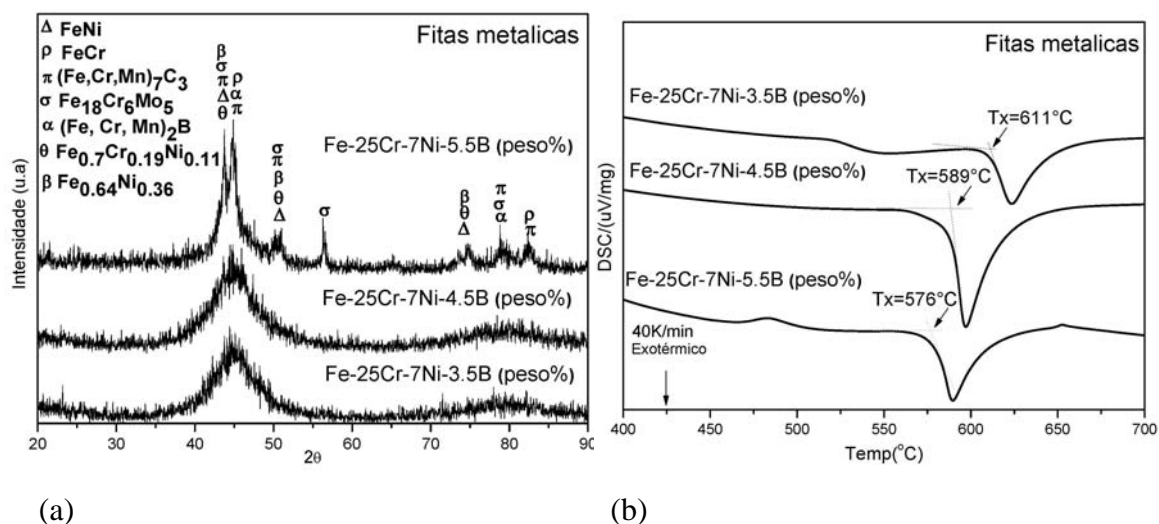 Δ FeNi
ρ FeCr
π (Fe,Cr,Mn)7C3
σ Fe18Cr6Mo5
α (Fe, Cr, Mn)2B
θ Fe0.7Cr0.19Ni0.11
β Fe0.64Ni0.36
Fitas metalicas
β
σ
π
Δ
θ
ρ
α
π
σ
π
β
θ
Δ
σ
β
θ
Δ
π
σ
α
ρ
π
Fe-25Cr-7Ni-5.5B (peso%)
Fe-25Cr-7Ni-4.5B (peso%)
Fe-25Cr-7Ni-3.5B (peso%)
Intensidade (u.a)
20 30 40 50 60 70 80 90
2θ
(a)
Fitas metalicas
Fe-25Cr-7Ni-3.5B (peso%)
Tx=611°C
Fe-25Cr-7Ni-4.5B (peso%)
Tx=589°C
Fe-25Cr-7Ni-5.5B (peso%)
Tx=576°C
40K/min
Exotérmico
DSC/(uV/mg)
400 450 500 550 600 650 700
Temp(°C)
(b)